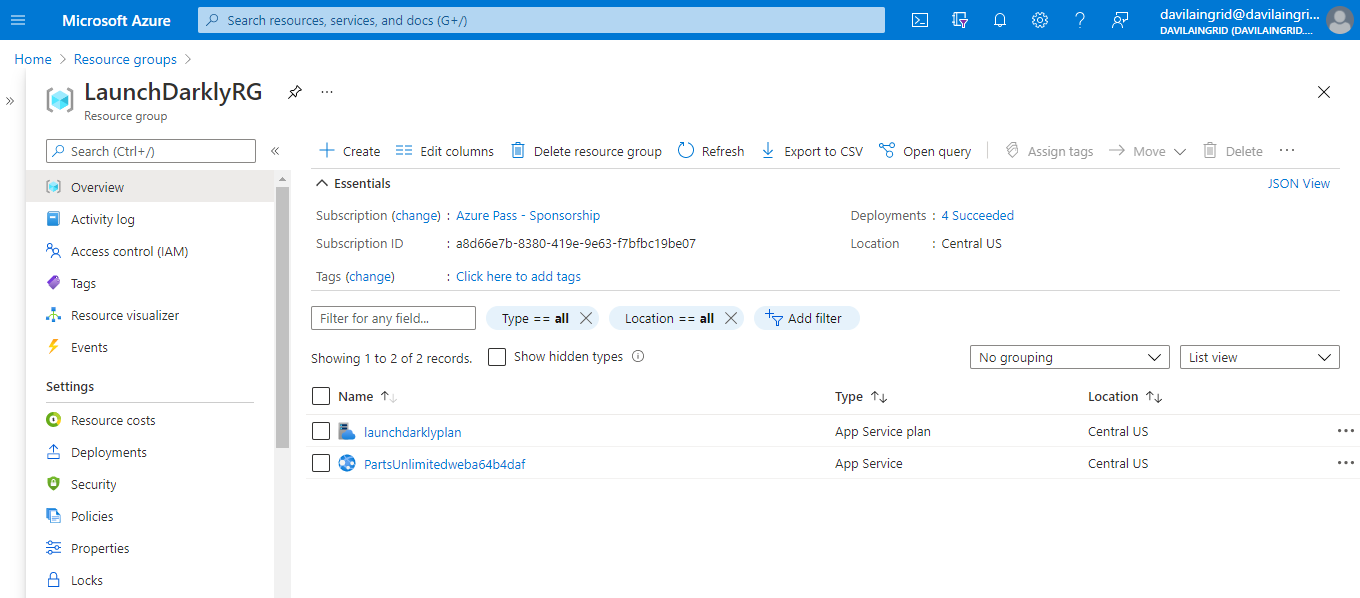 Microsoft Azure
Search resources, services, and docs (G+/)
davilaingrid@davilaingri...
DAVILAINGRID (DAVILAINGRID....
Home > Resource groups >
LaunchDarklyRG
Resource group
Search (Ctrl+/)
Overview
Activity log
Access control (IAM)
Tags
Resource visualizer
Events
Settings
Resource costs
Deployments
Security
Policies
Properties
Locks
Create Edit columns Delete resource group Refresh Export to CSV Open query Assign tags Move Delete
Essentials JSON View
Subscription (change) : Azure Pass - Sponsorship Deployments : 4 Succeeded
Subscription ID : a8d66e7b-8380-419e-9e63-f7bfbc19be07 Location : Central US
Tags (change) : Click here to add tags
Filter for any field... Type == all Location == all Add filter
Showing 1 to 2 of 2 records. Show hidden types No grouping List view
Name Type Location
launchdarklyplan App Service plan Central US
PartsUnlimitedweba64b4daf App Service Central US